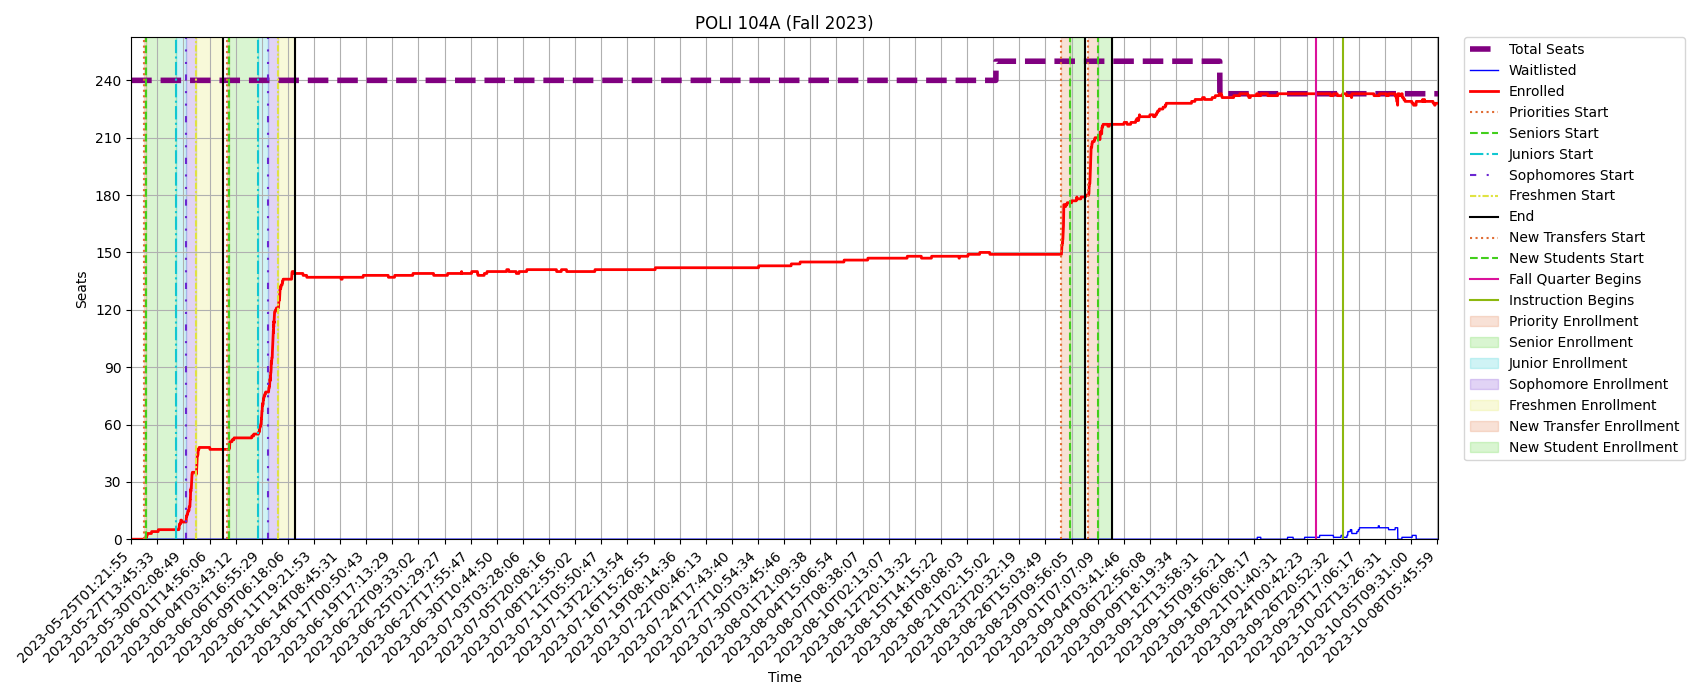 POLI 104A (Fall 2023)
Seats
240
210
180
150
120
90
60
30
0
2023-05-25T01:21:55
2023-05-27T13:45:33
2023-05-30T02:08:49
2023-06-01T14:56:06
2023-06-04T03:43:12
2023-06-06T16:55:29
2023-06-09T06:18:06
2023-06-11T19:21:53
2023-06-14T08:45:31
2023-06-17T00:50:43
2023-06-19T17:13:29
2023-06-22T09:33:02
2023-06-25T01:29:27
2023-06-27T17:55:47
2023-06-30T10:44:50
2023-07-03T03:28:06
2023-07-05T20:08:16
2023-07-08T12:55:02
2023-07-11T05:50:47
2023-07-13T22:13:54
2023-07-16T15:26:55
2023-07-19T08:14:36
2023-07-22T00:46:13
2023-07-24T17:43:40
2023-07-27T10:54:34
2023-07-30T03:45:46
2023-08-01T21:09:38
2023-08-04T15:06:54
2023-08-07T08:38:07
2023-08-10T02:13:07
2023-08-12T20:13:32
2023-08-15T14:15:22
2023-08-18T08:08:03
2023-08-21T02:15:02
2023-08-23T20:32:19
2023-08-26T15:03:49
2023-08-29T09:56:05
2023-09-01T07:07:09
2023-09-04T03:41:46
2023-09-06T22:56:08
2023-09-09T18:19:34
2023-09-12T13:58:31
2023-09-15T09:56:21
2023-09-18T06:08:17
2023-09-21T01:40:31
2023-09-24T00:42:23
2023-09-26T20:52:32
2023-09-29T17:06:17
2023-10-02T13:26:31
2023-10-05T09:31:00
2023-10-08T05:45:59
Time
Total Seats
Waitlisted
Enrolled
Priorities Start
Seniors Start
Juniors Start
Sophomores Start
Freshmen Start
End
New Transfers Start
New Students Start
Fall Quarter Begins
Instruction Begins
Priority Enrollment
Senior Enrollment
Junior Enrollment
Sophomore Enrollment
Freshmen Enrollment
New Transfer Enrollment
New Student Enrollment